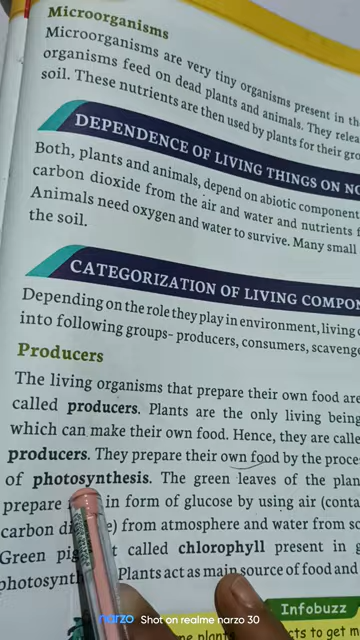 Microorganisms
Microorganisms are very tiny organisms present in the
organisms feed on dead plants and animals. They relea
soil. These nutrients are then used by plants for their gro
DEPENDENCE OF LIVING THINGS ON NO
Both, plants and animals, depend on abiotic component
carbon dioxide from the air and water and nutrients f
Animals need oxygen and water to survive. Many small
the soil.
CATEGORIZATION OF LIVING COMPON
Depending on the role they play in environment, living
into following groups- producers, consumers, scaveng
Producers
The living organisms that prepare their own food are
called producers. Plants are the only living being
which can make their own food. Hence, they are calle
producers. They prepare their own food by the proce
of photosynthesis. The green leaves of the plan
prepare in form of glucose by using air (conta
carbon di e) from atmosphere and water from so
Green pig t called chlorophyll present in g
photosynth Plants act as main source of food and
Infobuzz
me plan ts to get m
narzo Shot on realme narzo 30